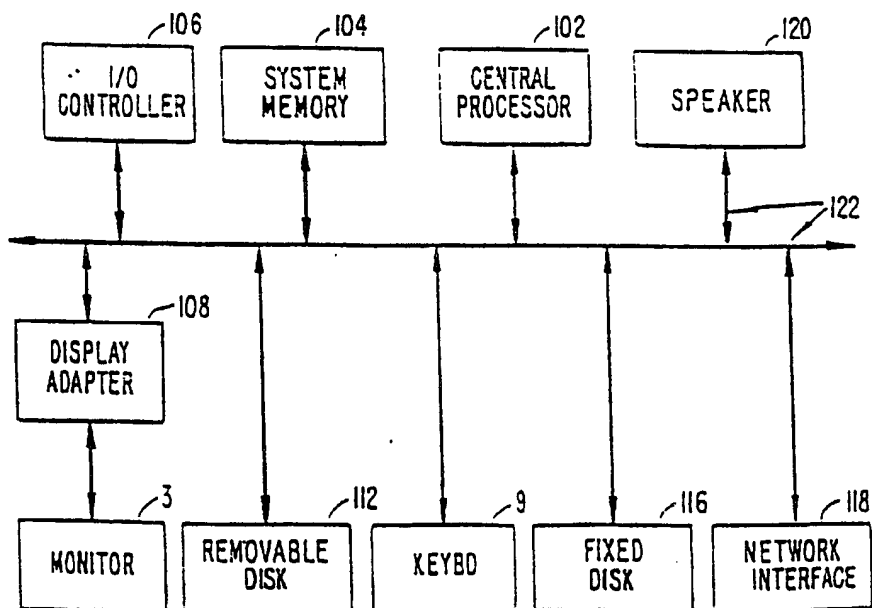 106
104
102
120
I/O
CONTROLLER
SYSTEM
MEMORY
CENTRAL
PROCESSOR
SPEAKER
122
108
DISPLAY
ADAPTER
3
112
9
116
118
MONITOR
REMOVABLE
DISK
KEYBD
FIXED
DISK
NETWORK
INTERFACE